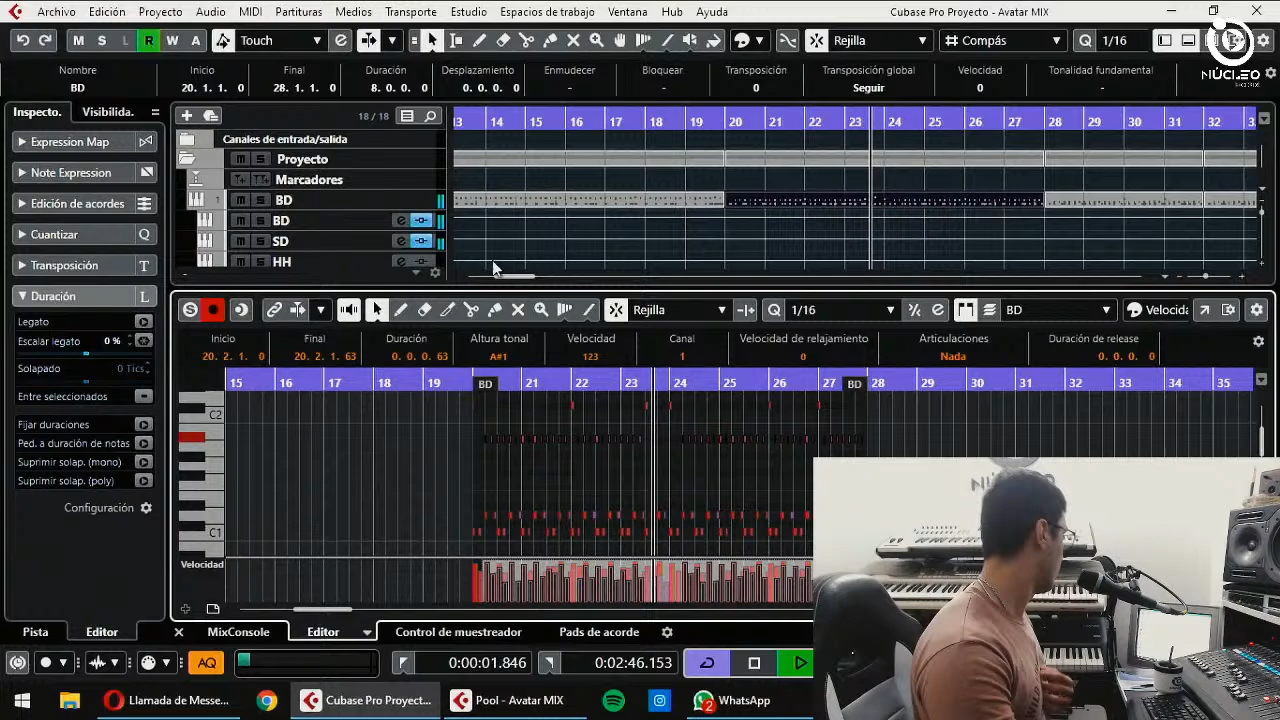 Archivo Edición Proyecto Audio MIDI Partituras Medios Transporte Estudio Espacios de trabajo Ventana Hub Ayuda Cubase Pro Proyecto - Avatar MIX
M S L R W A Touch Rejilla Compás Q 1/16
NÚCLEO
Nombre Inicio Final Duración Desplazamiento Enmudecer Bloquear Transposición Transposición global Velocidad Tonalidad fundamental
BD 20. 1. 1. 0 28. 1. 1. 0 8. 0. 0. 0 0. 0. 0. 0 - - 0 Seguir 0 -
Inspecto. Visibilida. 18 / 18
13 14 15 16 17 18 19 20 21 22 23 24 25 26 27 28 29 30 31 32 3
Expression Map
Note Expression
Edición de acordes
Cuantizar Q
Transposición T
Duración L
Canales de entrada/salida
m S Proyecto
Marcadores
1 m S BD
m S BD e
m S SD e
m S HH e
Legato
Escalar legato 0 %
Solapado 0 Tics
Entre seleccionados
Fijar duraciones
Ped. a duración de notas
Suprimir solap. (mono)
Suprimir solap. (poly)
Configuración
S Rejilla Q 1/16 e BD Velocida
Inicio Final Duración Altura tonal Velocidad Canal Velocidad de relajamiento Articulaciones Duración de release
20. 2. 1. 0 20. 2. 1. 63 0. 0. 0. 63 A#1 123 1 0 Nada 0. 0. 0. 0
15 16 17 18 19 BD 21 22 23 24 25 26 27 BD 28 29 30 31 32 33 34 35
C2
C1
Velocidad
NÚCLEO
Pista Editor MixConsole Editor Control de muestreador Pads de acorde
AQ 0:00:01.846 0:02:46.153
Llamada de Messe... Cubase Pro Proyect... Pool - Avatar MIX 2 WhatsApp